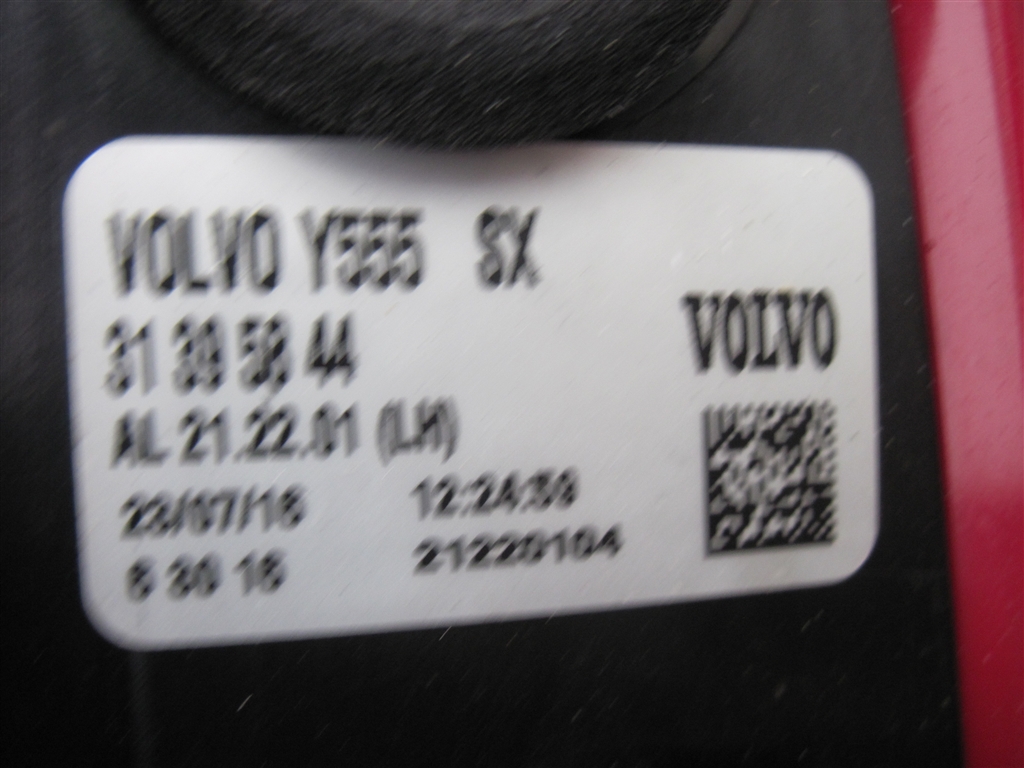 VOLVO Y555 SX
31 39 58 44
VOLVO
AL 21.22.01 (LH)
23/07/16 12:24:59
6 30 16 21220104